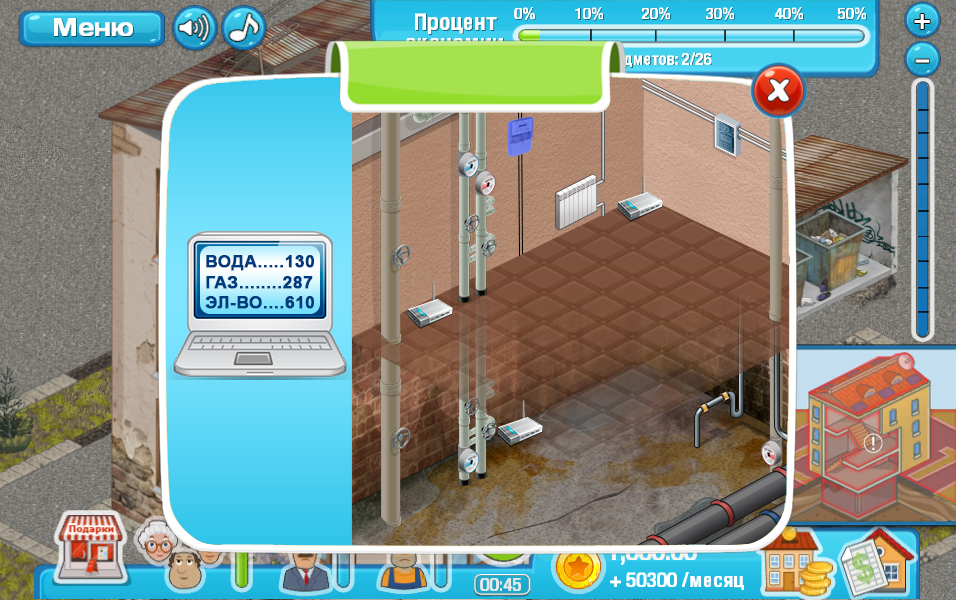 Меню
Процент
экономии
0% 10% 20% 30% 40% 50%
дметов: 2/26
ВОДА.....130
ГАЗ........287
ЭЛ-ВО....610
Подарки
00:45
+ 50300 /месяц